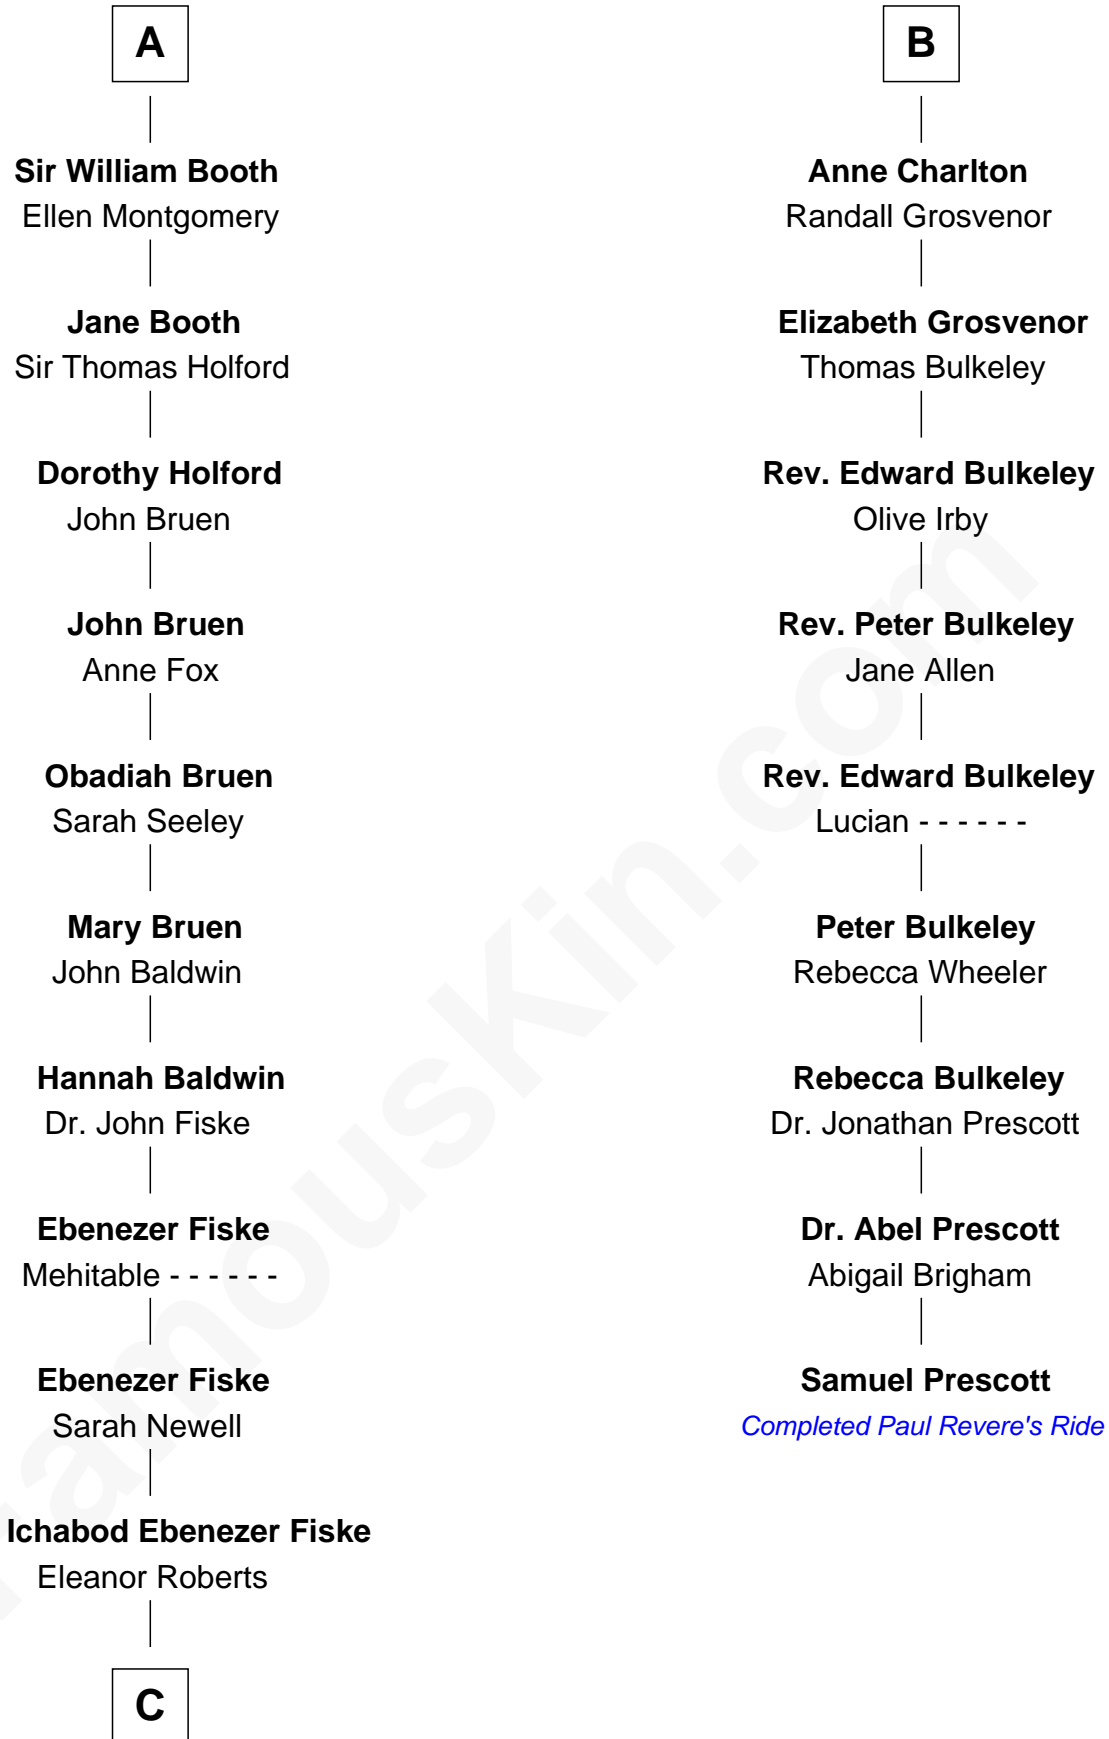 A
Sir William Booth
Ellen Montgomery
Jane Booth
Sir Thomas Holford
Dorothy Holford
John Bruen
John Bruen
Anne Fox
Obadiah Bruen
Sarah Seeley
Mary Bruen
John Baldwin
Hannah Baldwin
Dr. John Fiske
Ebenezer Fiske
Mehitable - - - - - -
Ebenezer Fiske
Sarah Newell
Ichabod Ebenezer Fiske
Eleanor Roberts
C
B
Anne Charlton
Randall Grosvenor
Elizabeth Grosvenor
Thomas Bulkeley
Rev. Edward Bulkeley
Olive Irby
Rev. Peter Bulkeley
Jane Allen
Rev. Edward Bulkeley
Lucian - - - - - -
Peter Bulkeley
Rebecca Wheeler
Rebecca Bulkeley
Dr. Jonathan Prescott
Dr. Abel Prescott
Abigail Brigham
Samuel Prescott
Completed Paul Revere's Ride
FamousKin.com